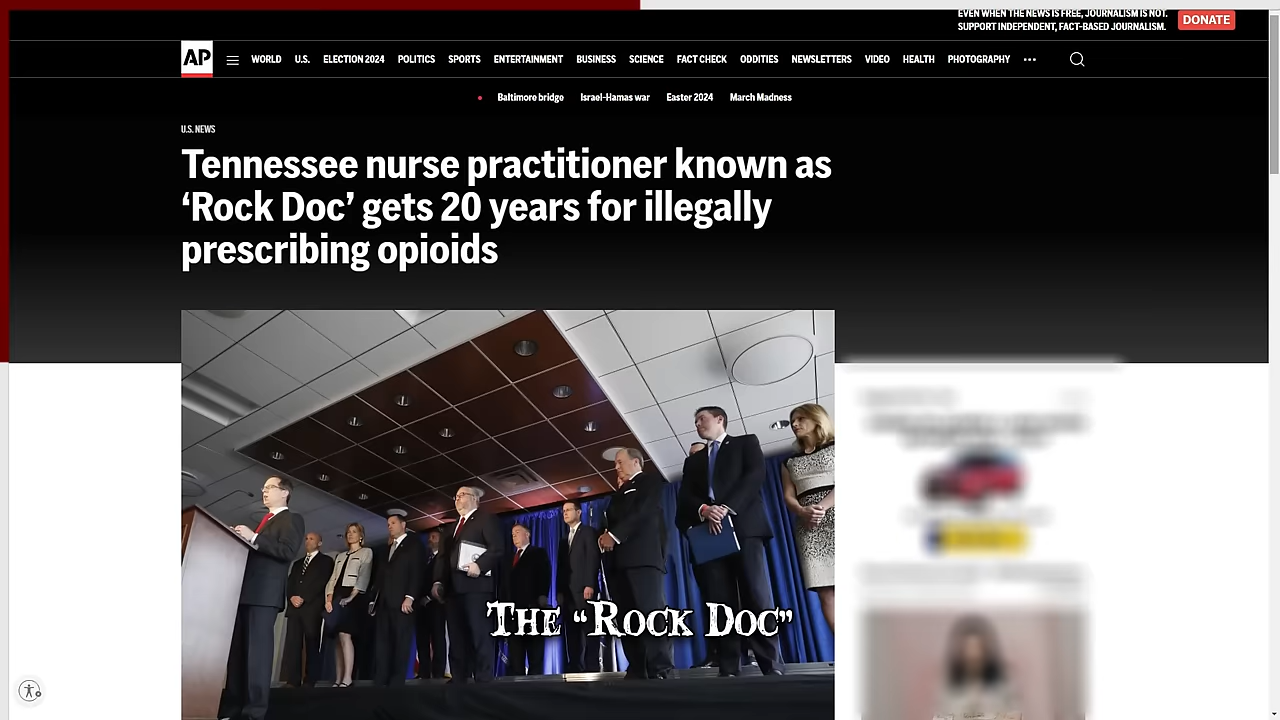 EVEN WHEN THE NEWS IS FREE, JOURNALISM IS NOT.
SUPPORT INDEPENDENT, FACT-BASED JOURNALISM.
DONATE
AP
WORLD U.S. ELECTION 2024 POLITICS SPORTS ENTERTAINMENT BUSINESS SCIENCE FACT CHECK ODDITIES NEWSLETTERS VIDEO HEALTH PHOTOGRAPHY
Baltimore bridge Israel-Hamas war Easter 2024 March Madness
U.S. NEWS
Tennessee nurse practitioner known as
‘Rock Doc’ gets 20 years for illegally
prescribing opioids
The “Rock Doc”